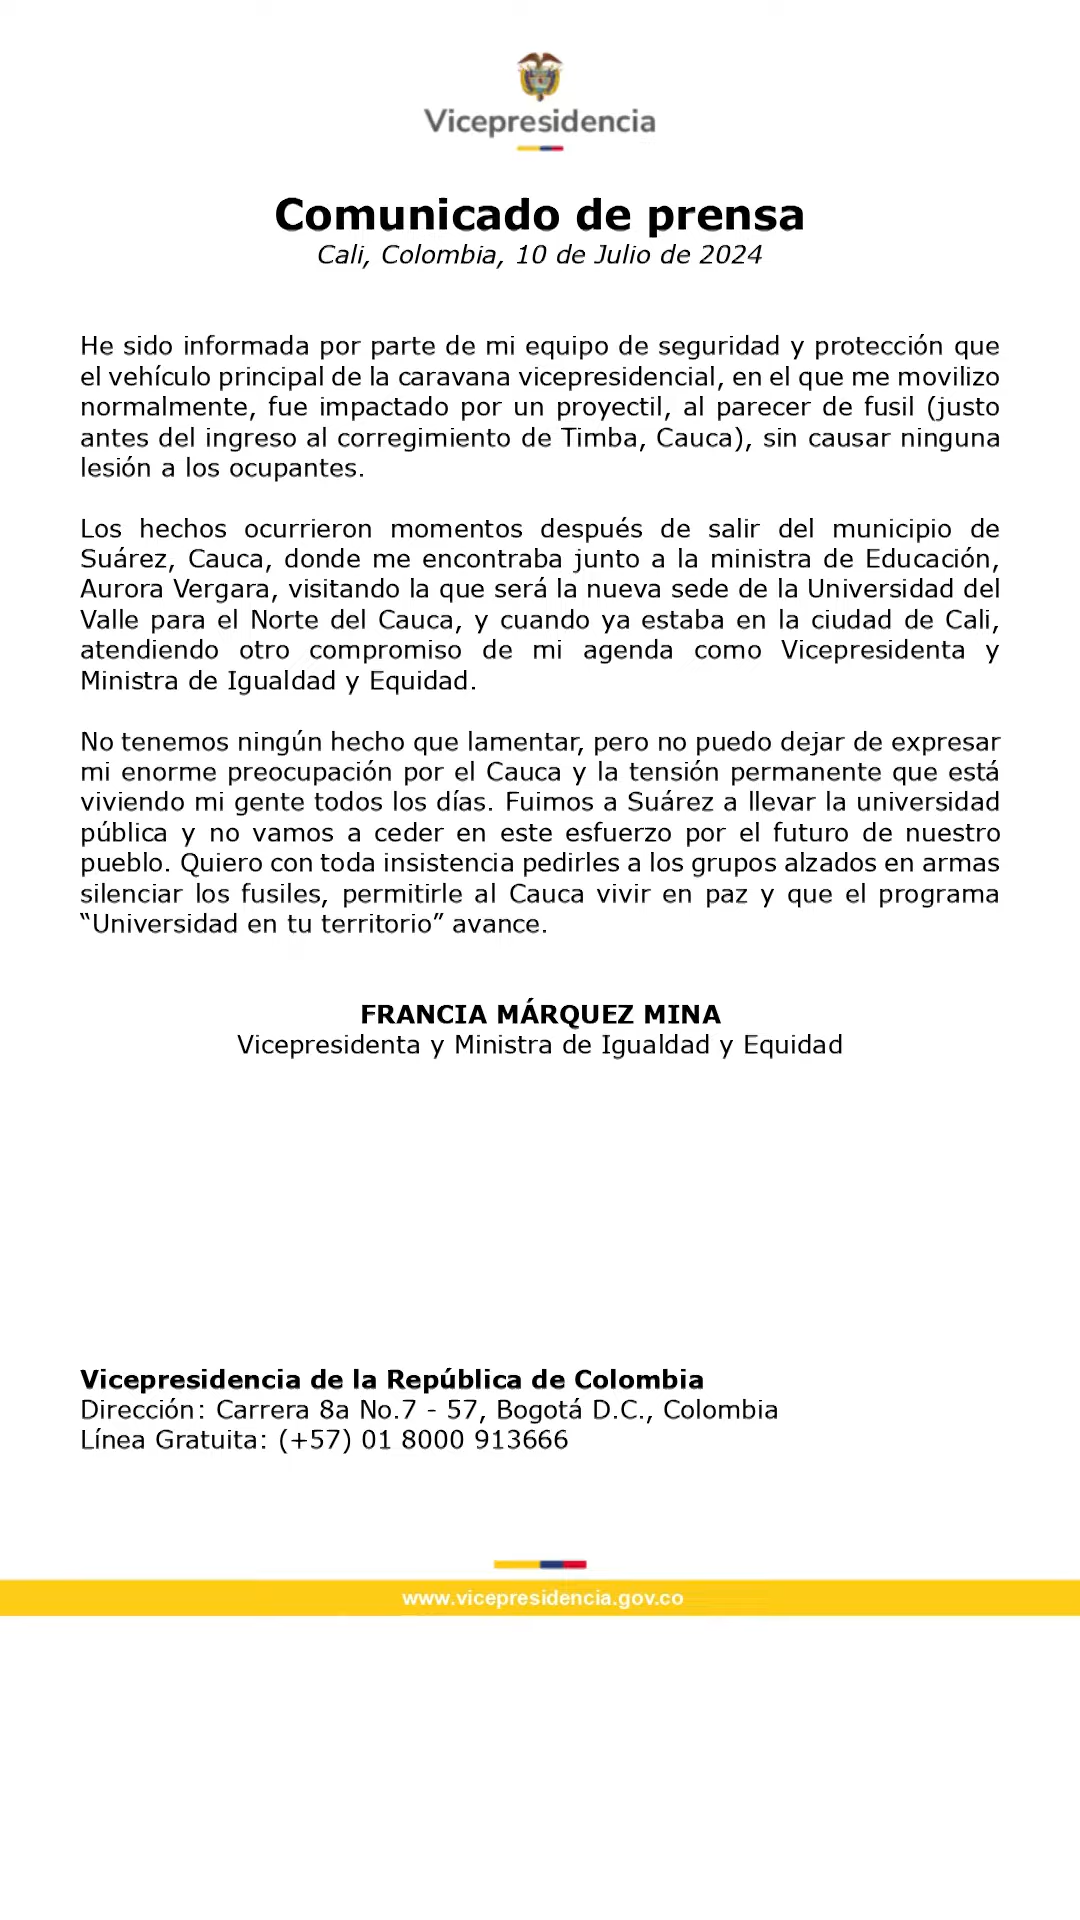 Vicepresidencia
Comunicado de prensa
Cali, Colombia, 10 de Julio de 2024
He sido informada por parte de mi equipo de seguridad y protección que
el vehículo principal de la caravana vicepresidencial, en el que me movilizo
normalmente, fue impactado por un proyectil, al parecer de fusil (justo
antes del ingreso al corregimiento de Timba, Cauca), sin causar ninguna
lesión a los ocupantes.
Los hechos ocurrieron momentos después de salir del municipio de
Suárez, Cauca, donde me encontraba junto a la ministra de Educación,
Aurora Vergara, visitando la que será la nueva sede de la Universidad del
Valle para el Norte del Cauca, y cuando ya estaba en la ciudad de Cali,
atendiendo otro compromiso de mi agenda como Vicepresidenta y
Ministra de Igualdad y Equidad.
No tenemos ningún hecho que lamentar, pero no puedo dejar de expresar
mi enorme preocupación por el Cauca y la tensión permanente que está
viviendo mi gente todos los días. Fuimos a Suárez a llevar la universidad
pública y no vamos a ceder en este esfuerzo por el futuro de nuestro
pueblo. Quiero con toda insistencia pedirles a los grupos alzados en armas
silenciar los fusiles, permitirle al Cauca vivir en paz y que el programa
“Universidad en tu territorio” avance.
FRANCIA MÁRQUEZ MINA
Vicepresidenta y Ministra de Igualdad y Equidad
Vicepresidencia de la República de Colombia
Dirección: Carrera 8a No.7 - 57, Bogotá D.C., Colombia
Línea Gratuita: (+57) 01 8000 913666
www.vicepresidencia.gov.co